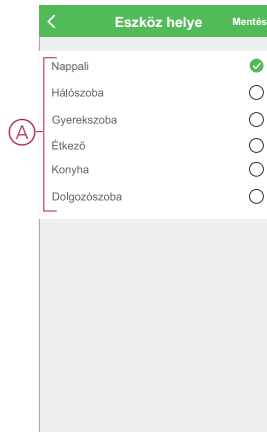 Eszköz helye Mentés
Nappali
Hálószoba
Gyerekszoba
A
Étkező
Konyha
Dolgozószoba